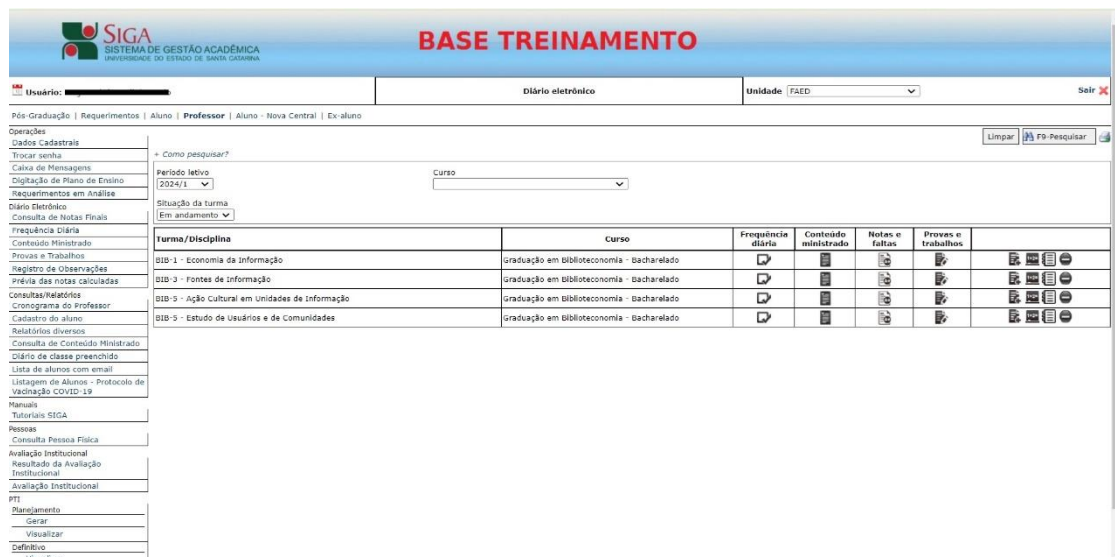 SIGA
SISTEMA DE GESTÃO ACADÊMICA
UNIVERSIDADE DO ESTADO DE SANTA CATARINA
BASE TREINAMENTO
Usuário:
Diário eletrônico
Unidade FAED
Sair
Pós-Graduação | Requerimentos | Aluno | Professor | Aluno - Nova Central | Ex-aluno
Limpar F9-Pesquisar
Operações
Dados Cadastrais
Trocar senha
Caixa de Mensagens
Digitação de Plano de Ensino
Requerimentos em Análise
Diário Eletrônico
Consulta de Notas Finais
Frequência Diária
Conteúdo Ministrado
Provas e Trabalhos
Registro de Observações
Prévia das notas calculadas
Consultas/Relatórios
Cronograma do Professor
Cadastro do aluno
Relatórios diversos
Consulta de Conteúdo Ministrado
Diário de classe preenchido
Lista de alunos com email
Listagem de Alunos - Protocolo de
Vacinação COVID-19
Manuais
Tutoriais SIGA
Pessoas
Consulta Pessoa Física
Avaliação Institucional
Resultado da Avaliação
Institucional
Avaliação Institucional
PTI
Planejamento
Gerar
Visualizar
Definitivo
+ Como pesquisar?
Período letivo
2024/1
Curso
Situação da turma
Em andamento
Turma/Disciplina Curso Frequência diária Conteúdo ministrado Notas e faltas Provas e trabalhos
BIB-1 - Economia da Informação Graduação em Biblioteconomia - Bacharelado
BIB-3 - Fontes de Informação Graduação em Biblioteconomia - Bacharelado
BIB-5 - Ação Cultural em Unidades de Informação Graduação em Biblioteconomia - Bacharelado
BIB-5 - Estudo de Usuários e de Comunidades Graduação em Biblioteconomia - Bacharelado